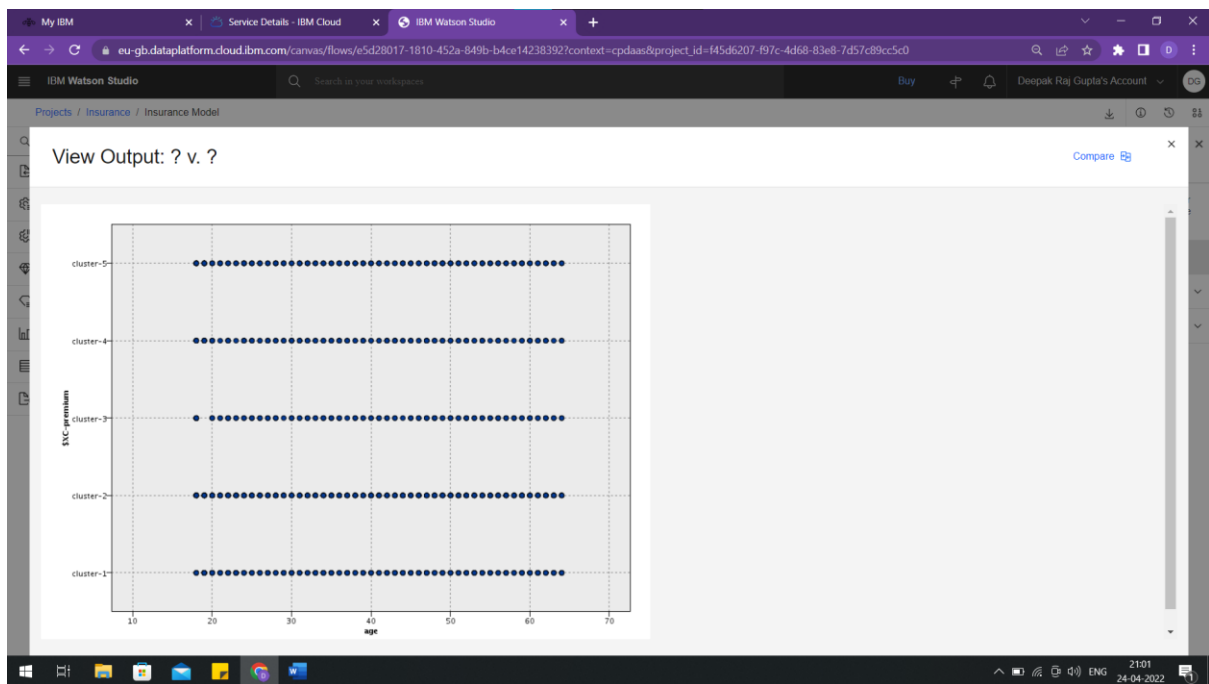 My IBM
Service Details - IBM Cloud
IBM Watson Studio
eu-gb.dataplatform.cloud.ibm.com/canvas/flows/e5d28017-1810-452a-849b-b4ce14238392?context=cpdaas&project_id=f45d6207-f97c-4d68-83e8-7d57c89cc5c0
D
IBM Watson Studio
Search in your workspaces
Buy
Deepak Raj Gupta's Account
DG
Projects / Insurance / Insurance Model
View Output: ? v. ?
Compare
cluster-5
cluster-4
cluster-3
cluster-2
cluster-1
$XC-premium
10 20 30 40 50 60 70
age
ENG
21:01
24-04-2022
1